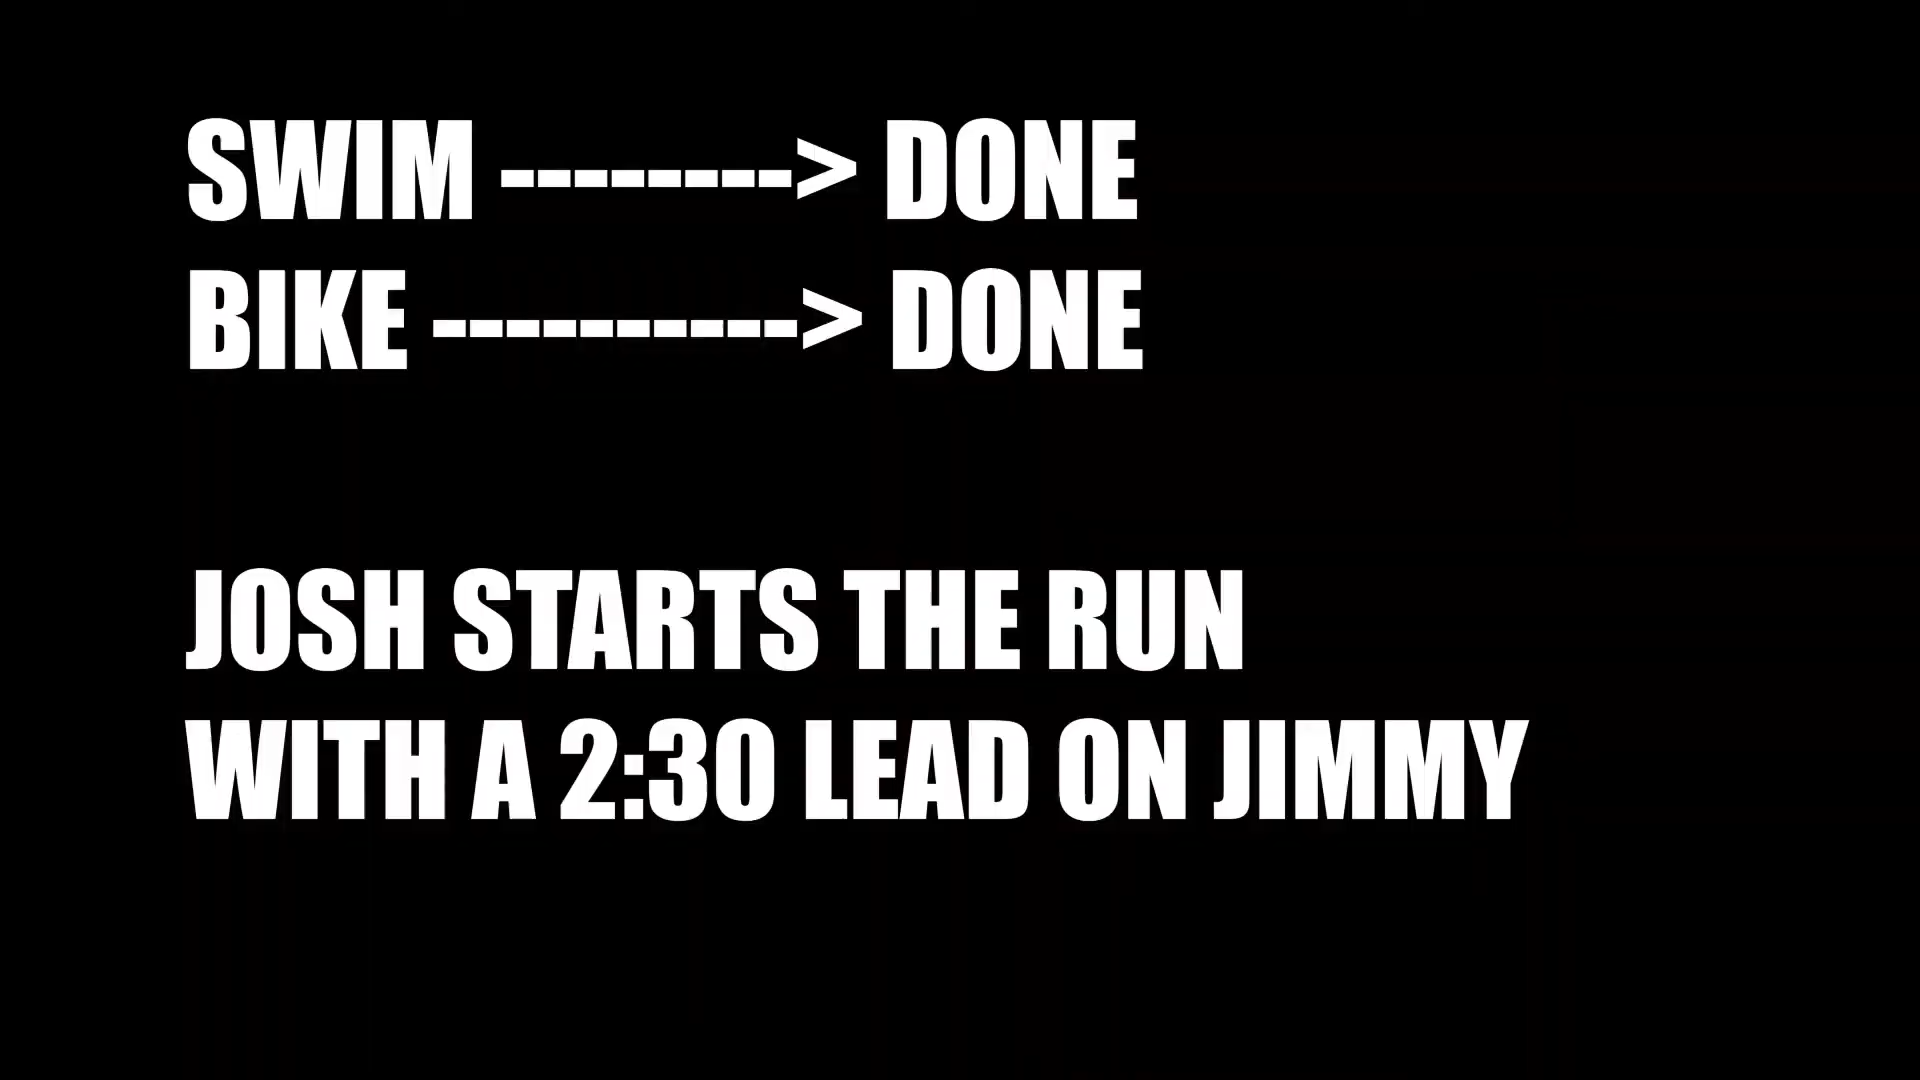 SWIM --------> DONE
BIKE ----------> DONE
JOSH STARTS THE RUN
WITH A 2:30 LEAD ON JIMMY